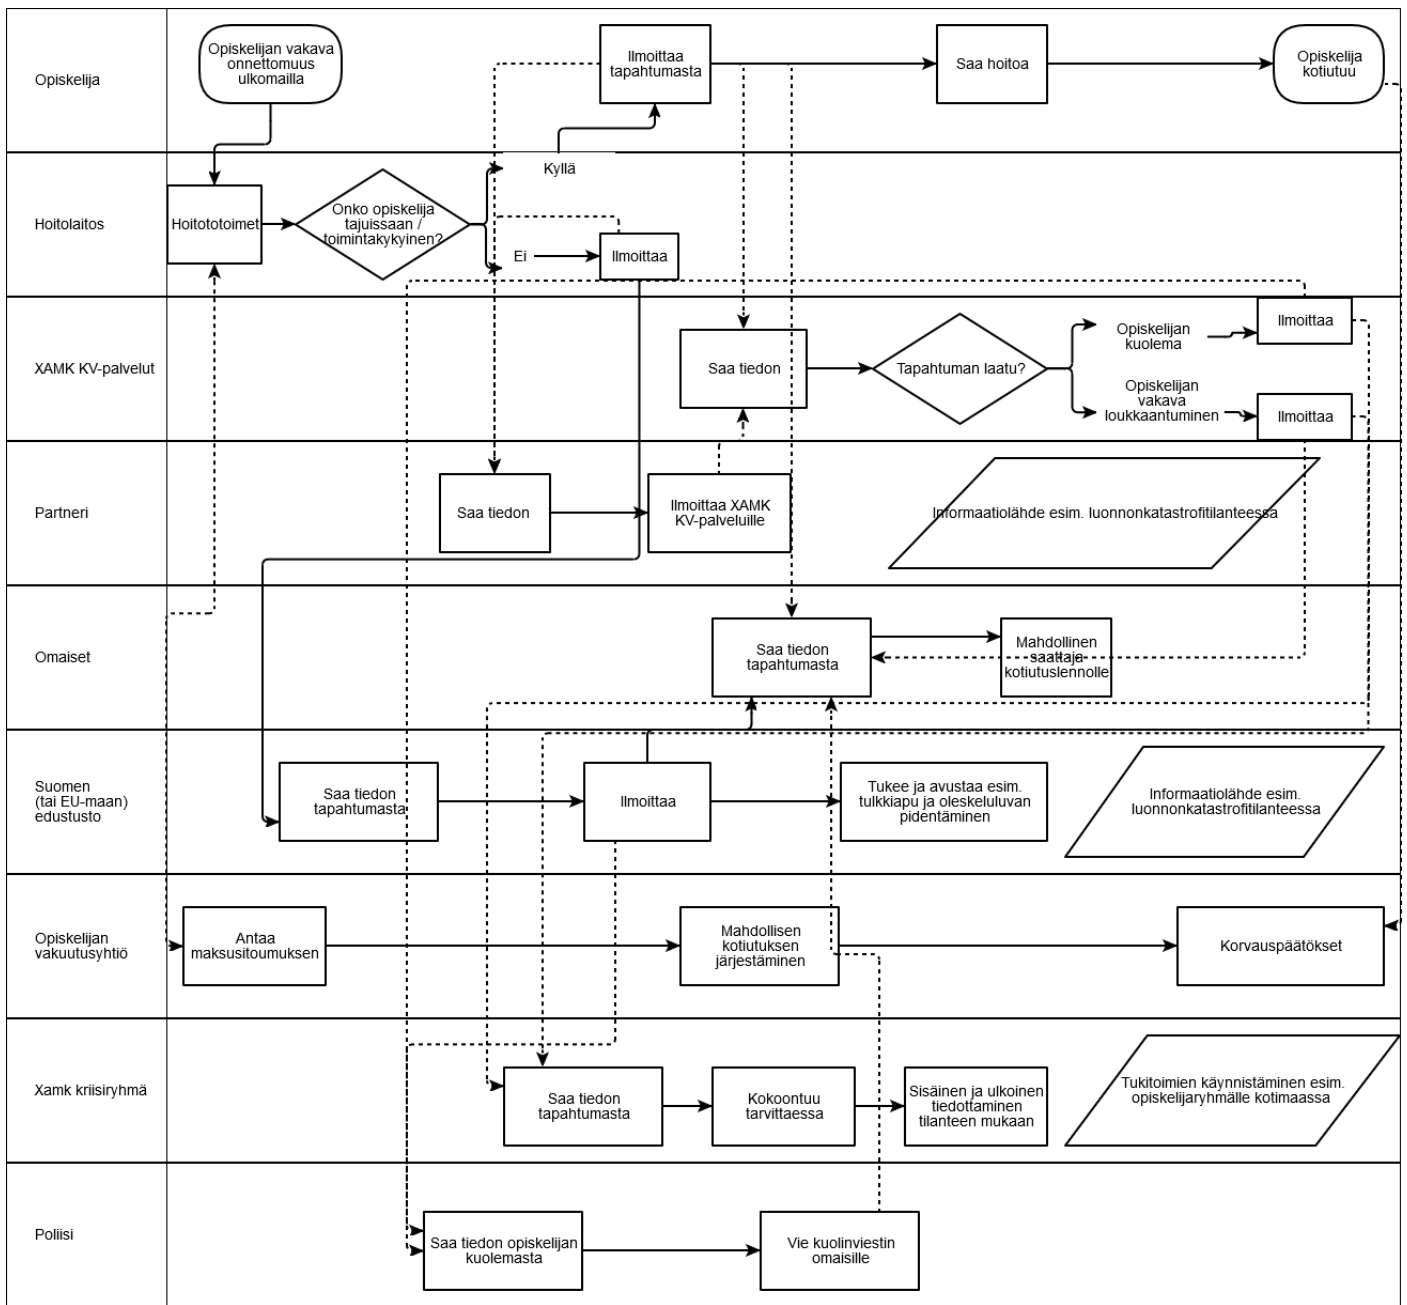 Opiskelija
Opiskelijan vakava
onnettomuus
ulkomailla
Ilmoittaa
tapahtumasta
Saa hoitoa
Opiskelija
kotiutuu
Hoitolaitos
Hoitototoimet
Onko opiskelija
tajuissaan /
toimintakykyinen?
Kyllä
Ei
Ilmoittaa
XAMK KV-palvelut
Saa tiedon
Tapahtuman laatu?
Opiskelijan
kuolema
Ilmoittaa
Opiskelijan
vakava
loukkaantuminen
Ilmoittaa
Partneri
Saa tiedon
Ilmoittaa XAMK
KV-palveluille
Informaatiolähde esim. luonnonkatastrofitilanteessa
Omaiset
Saa tiedon
tapahtumasta
Mahdollinen
saattaja
kotiutuslennolle
Suomen
(tai EU-maan)
edustusto
Saa tiedon
tapahtumasta
Ilmoittaa
Tukee ja avustaa esim.
tulkkiapu ja oleskeluluvan
pidentäminen
Informaatiolähde esim.
luonnonkatastrofitilanteessa
Opiskelijan
vakuutusyhtiö
Antaa
maksusitoumuksen
Mahdollisen
kotiutuksen
järjestäminen
Korvauspäätökset
Xamk kriisiryhmä
Saa tiedon
tapahtumasta
Kokoontuu
tarvittaessa
Sisäinen ja ulkoinen
tiedottaminen
tilanteen mukaan
Tukitoimien käynnistäminen esim.
opiskelijaryhmälle kotimaassa
Poliisi
Saa tiedon opiskelijan
kuolemasta
Vie kuolinviestin
omaisille